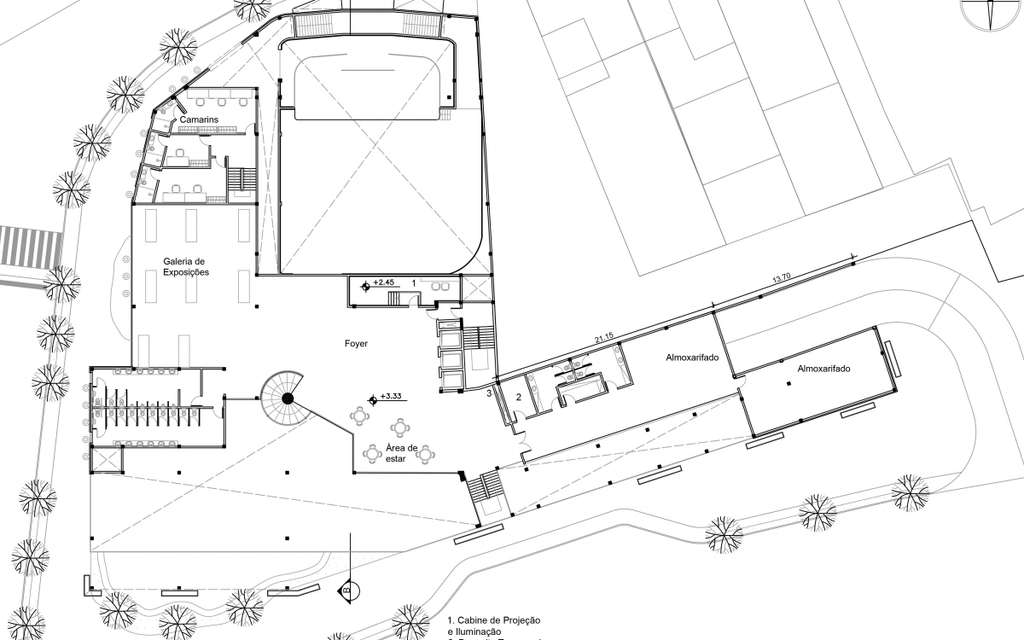 Camarins
Galeria de
Exposições
+2.45
1
Foyer
13.70
21.15
Almoxarifado
Almoxarifado
+3.33
3
2
Área de
estar
B
1. Cabine de Projeção
e Iluminação